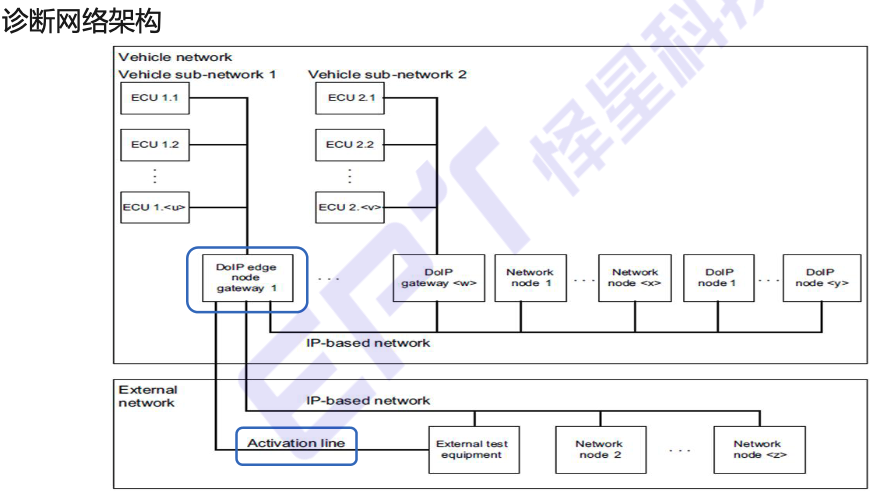 诊断网络架构
Vehicle network
Vehicle sub-network 1
Vehicle sub-network 2
ECU 1.1
ECU 2.1
ECU 1.2
ECU 2.2
ECU 1.<u>
ECU 2.<v>
DoIP edge
node
gateway 1
. . .
DoIP
gateway <w>
Network
node 1
. . .
Network
node <x>
DoIP
node 1
. . .
DoIP
node <y>
IP-based network
External
network
IP-based network
Activation line
External test
equipment
Network
node 2
. . .
Network
node <z>
怿星科技
EPT